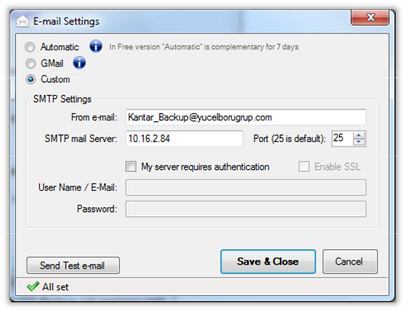 E-mail Settings
Automatic In Free version "Automatic" is complementary for 7 days
GMail
Custom
SMTP Settings
From e-mail: Kantar_Backup@yucelborugrup.com
SMTP mail Server: 10.16.2.84 Port (25 is default): 25
My server requires authentication Enable SSL
User Name / E-Mail:
Password:
Send Test e-mail Save & Close Cancel
All set